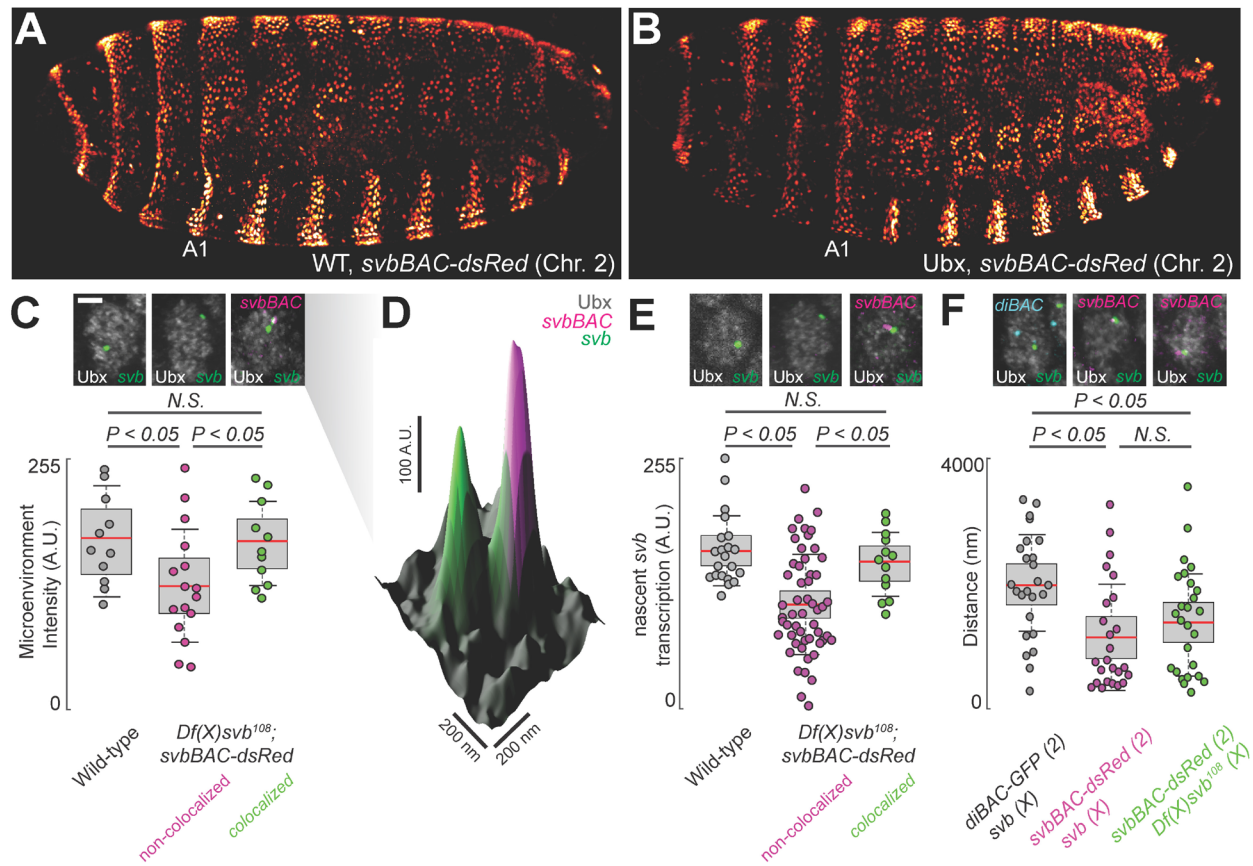 A
A1
WT, svbBAC-dsRed (Chr. 2)
B
A1
Ubx, svbBAC-dsRed (Chr. 2)
C
svbBAC
Ubx svb
Ubx svb
Ubx svb
N.S.
P < 0.05
P < 0.05
255
0
Microenvironment
Intensity (A.U.)
Wild-type
Df(X)svb108;
svbBAC-dsRed
non-colocalized
colocalized
D
Ubx
svbBAC
svb
100 A.U.
200 nm
200 nm
E
svbBAC
Ubx svb
Ubx svb
Ubx svb
N.S.
P < 0.05
P < 0.05
255
0
nascent svb
transcription (A.U.)
Wild-type
Df(X)svb108;
svbBAC-dsRed
non-colocalized
colocalized
F
diBAC
svbBAC
svbBAC
Ubx svb
Ubx svb
Ubx svb
P < 0.05
P < 0.05
N.S.
4000
0
Distance (nm)
diBAC-GFP (2)
svb (X)
svbBAC-dsRed (2)
svb (X)
svbBAC-dsRed (2)
Df(X)svb108 (X)